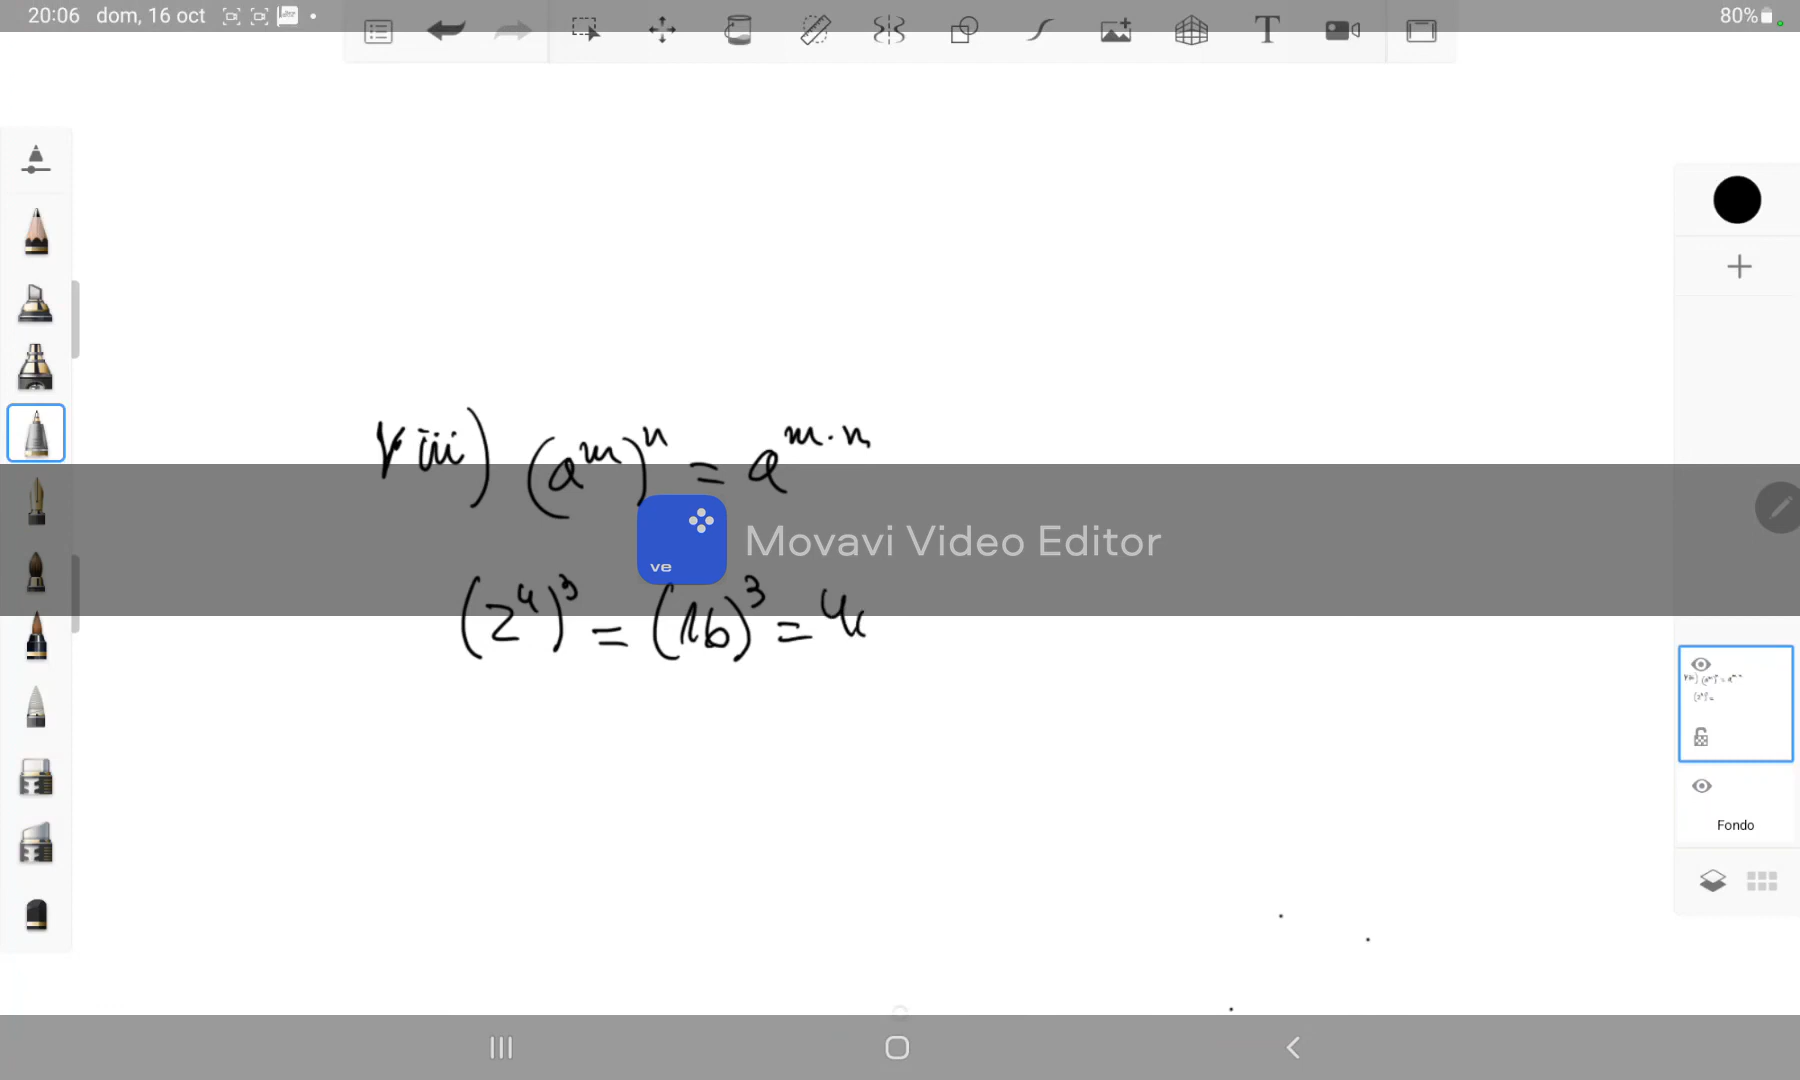 20:06 dom, 16 oct 80%
T
viii) (a^m)^n = a^{m·n}
ve Movavi Video Editor
(2^4)^3 = (16)^3 = 4
Fondo